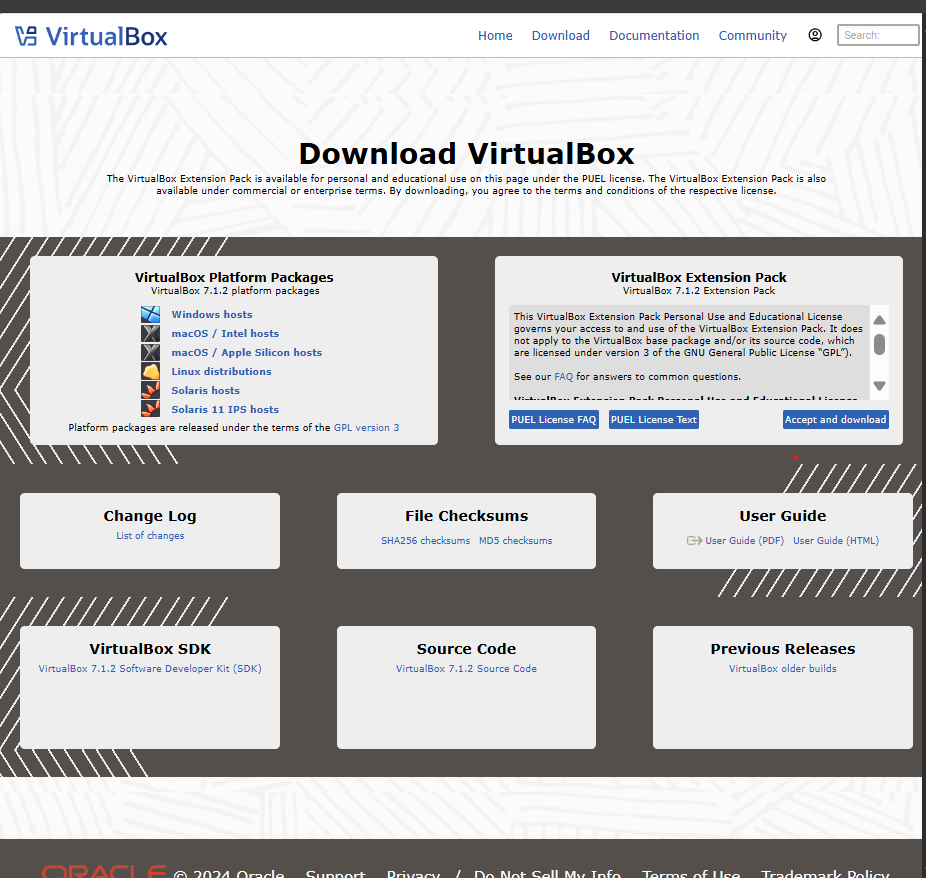 VirtualBox
Home Download Documentation Community Search:
Download VirtualBox
The VirtualBox Extension Pack is available for personal and educational use on this page under the PUEL license. The VirtualBox Extension Pack is also
available under commercial or enterprise terms. By downloading, you agree to the terms and conditions of the respective license.
VirtualBox Platform Packages
VirtualBox 7.1.2 platform packages
Windows hosts
macOS / Intel hosts
macOS / Apple Silicon hosts
Linux distributions
Solaris hosts
Solaris 11 IPS hosts
Platform packages are released under the terms of the GPL version 3
VirtualBox Extension Pack
VirtualBox 7.1.2 Extension Pack
This VirtualBox Extension Pack Personal Use and Educational License
governs your access to and use of the VirtualBox Extension Pack. It does
not apply to the VirtualBox base package and/or its source code, which
are licensed under version 3 of the GNU General Public License “GPL”).
See our FAQ for answers to common questions.
VirtualBox Extension Pack Personal Use and Educational License
PUEL License FAQ PUEL License Text Accept and download
Change Log
List of changes
File Checksums
SHA256 checksums MD5 checksums
User Guide
User Guide (PDF) User Guide (HTML)
VirtualBox SDK
VirtualBox 7.1.2 Software Developer Kit (SDK)
Source Code
VirtualBox 7.1.2 Source Code
Previous Releases
VirtualBox older builds
ORACLE © 2024 Oracle Support Privacy / Do Not Sell My Info Terms of Use Trademark Policy